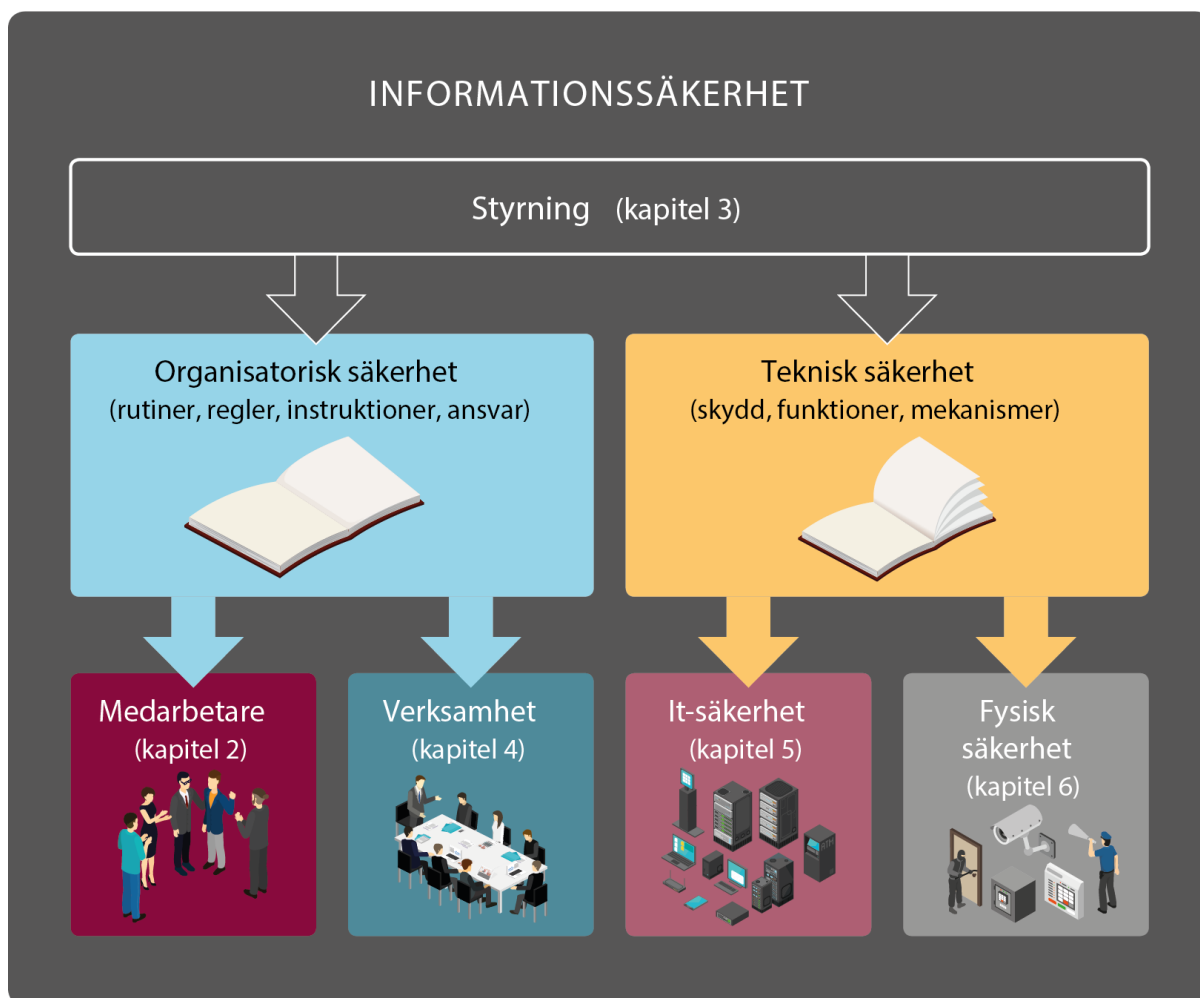 INFORMATIONSSÄKERHET
Styrning (kapitel 3)
Organisatorisk säkerhet
(rutiner, regler, instruktioner, ansvar)
Teknisk säkerhet
(skydd, funktioner, mekanismer)
Medarbetare
(kapitel 2)
Verksamhet
(kapitel 4)
It-säkerhet
(kapitel 5)
Fysisk
säkerhet
(kapitel 6)